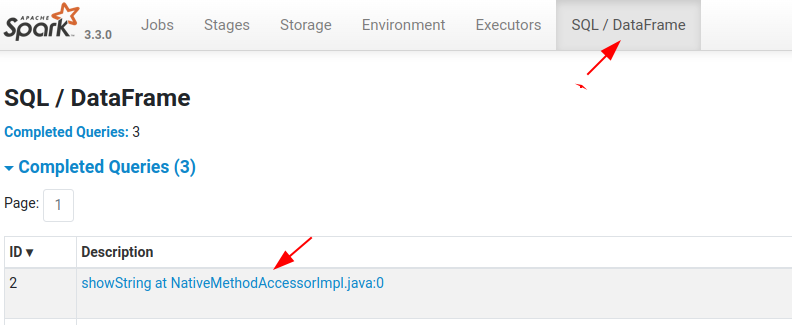 APACHE
Spark 3.3.0 Jobs Stages Storage Environment Executors SQL / DataFrame
SQL / DataFrame
Completed Queries: 3
Completed Queries (3)
Page: 1
ID ▾ Description
2 showString at NativeMethodAccessorImpl.java:0